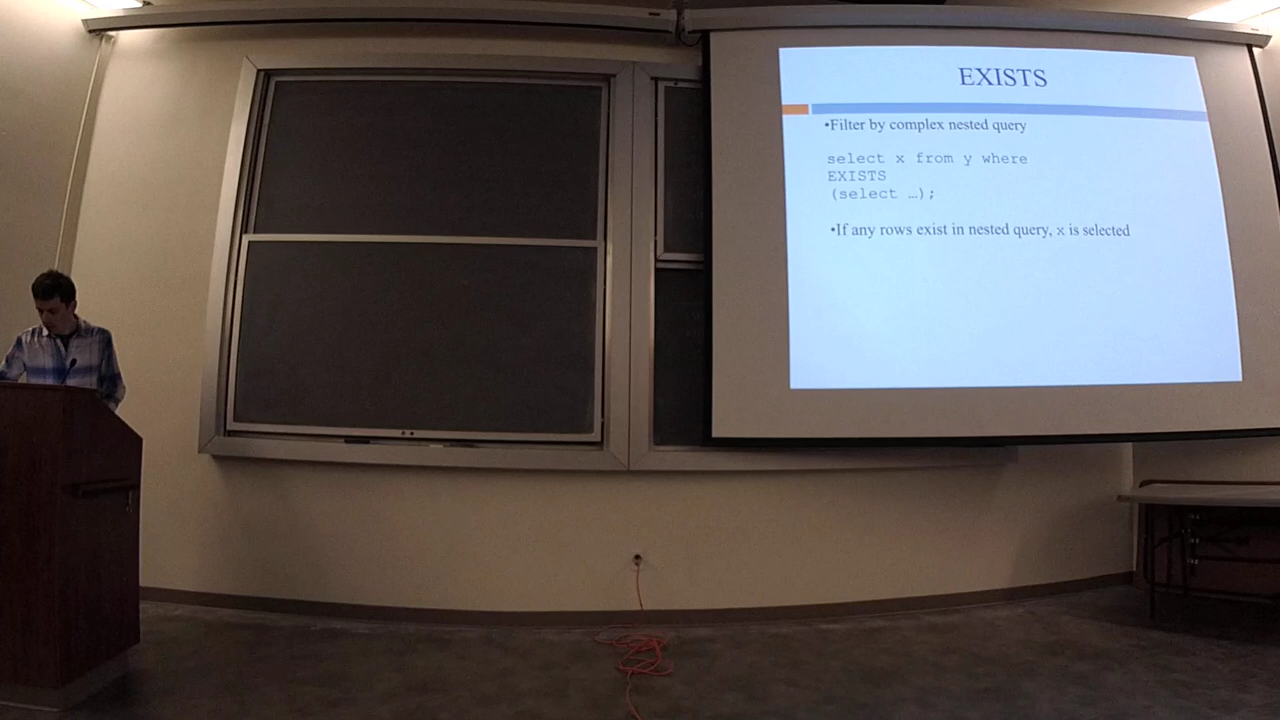 EXISTS
•Filter by complex nested query
select x from y where
EXISTS
(select …);
•If any rows exist in nested query, x is selected